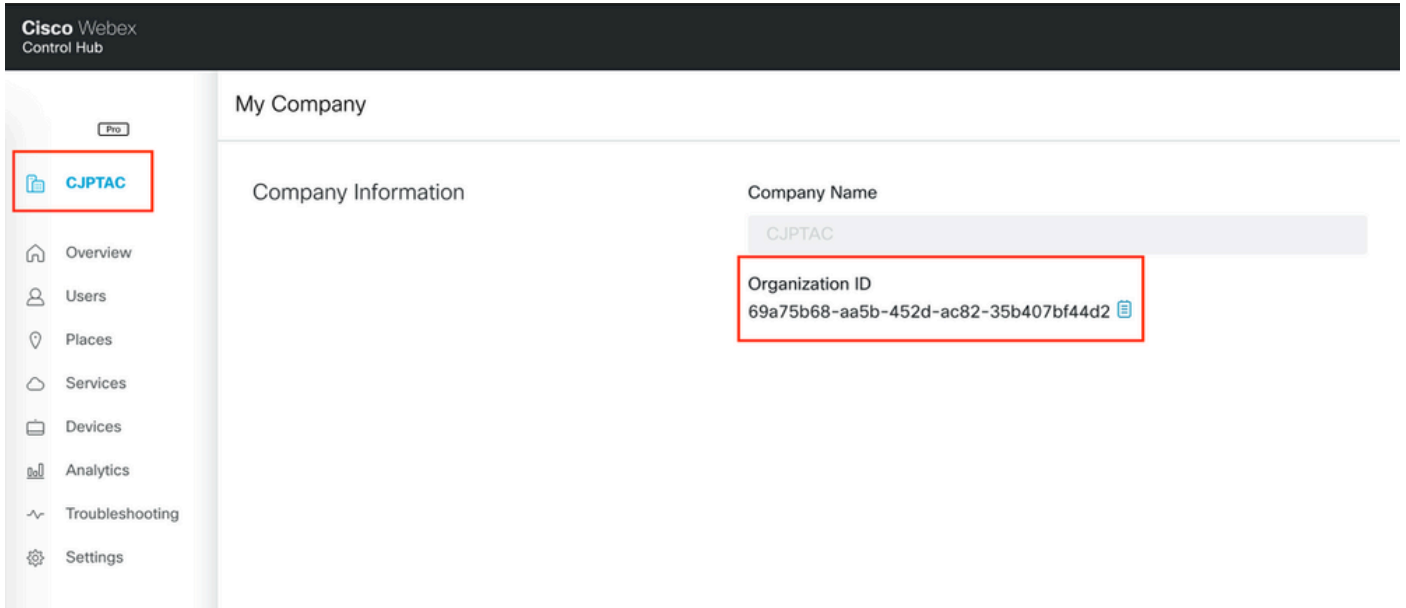 Cisco Webex
Control Hub
Pro
CJPTAC
Overview
Users
Places
Services
Devices
Analytics
Troubleshooting
Settings
My Company
Company Information
Company Name
CJPTAC
Organization ID
69a75b68-aa5b-452d-ac82-35b407bf44d2